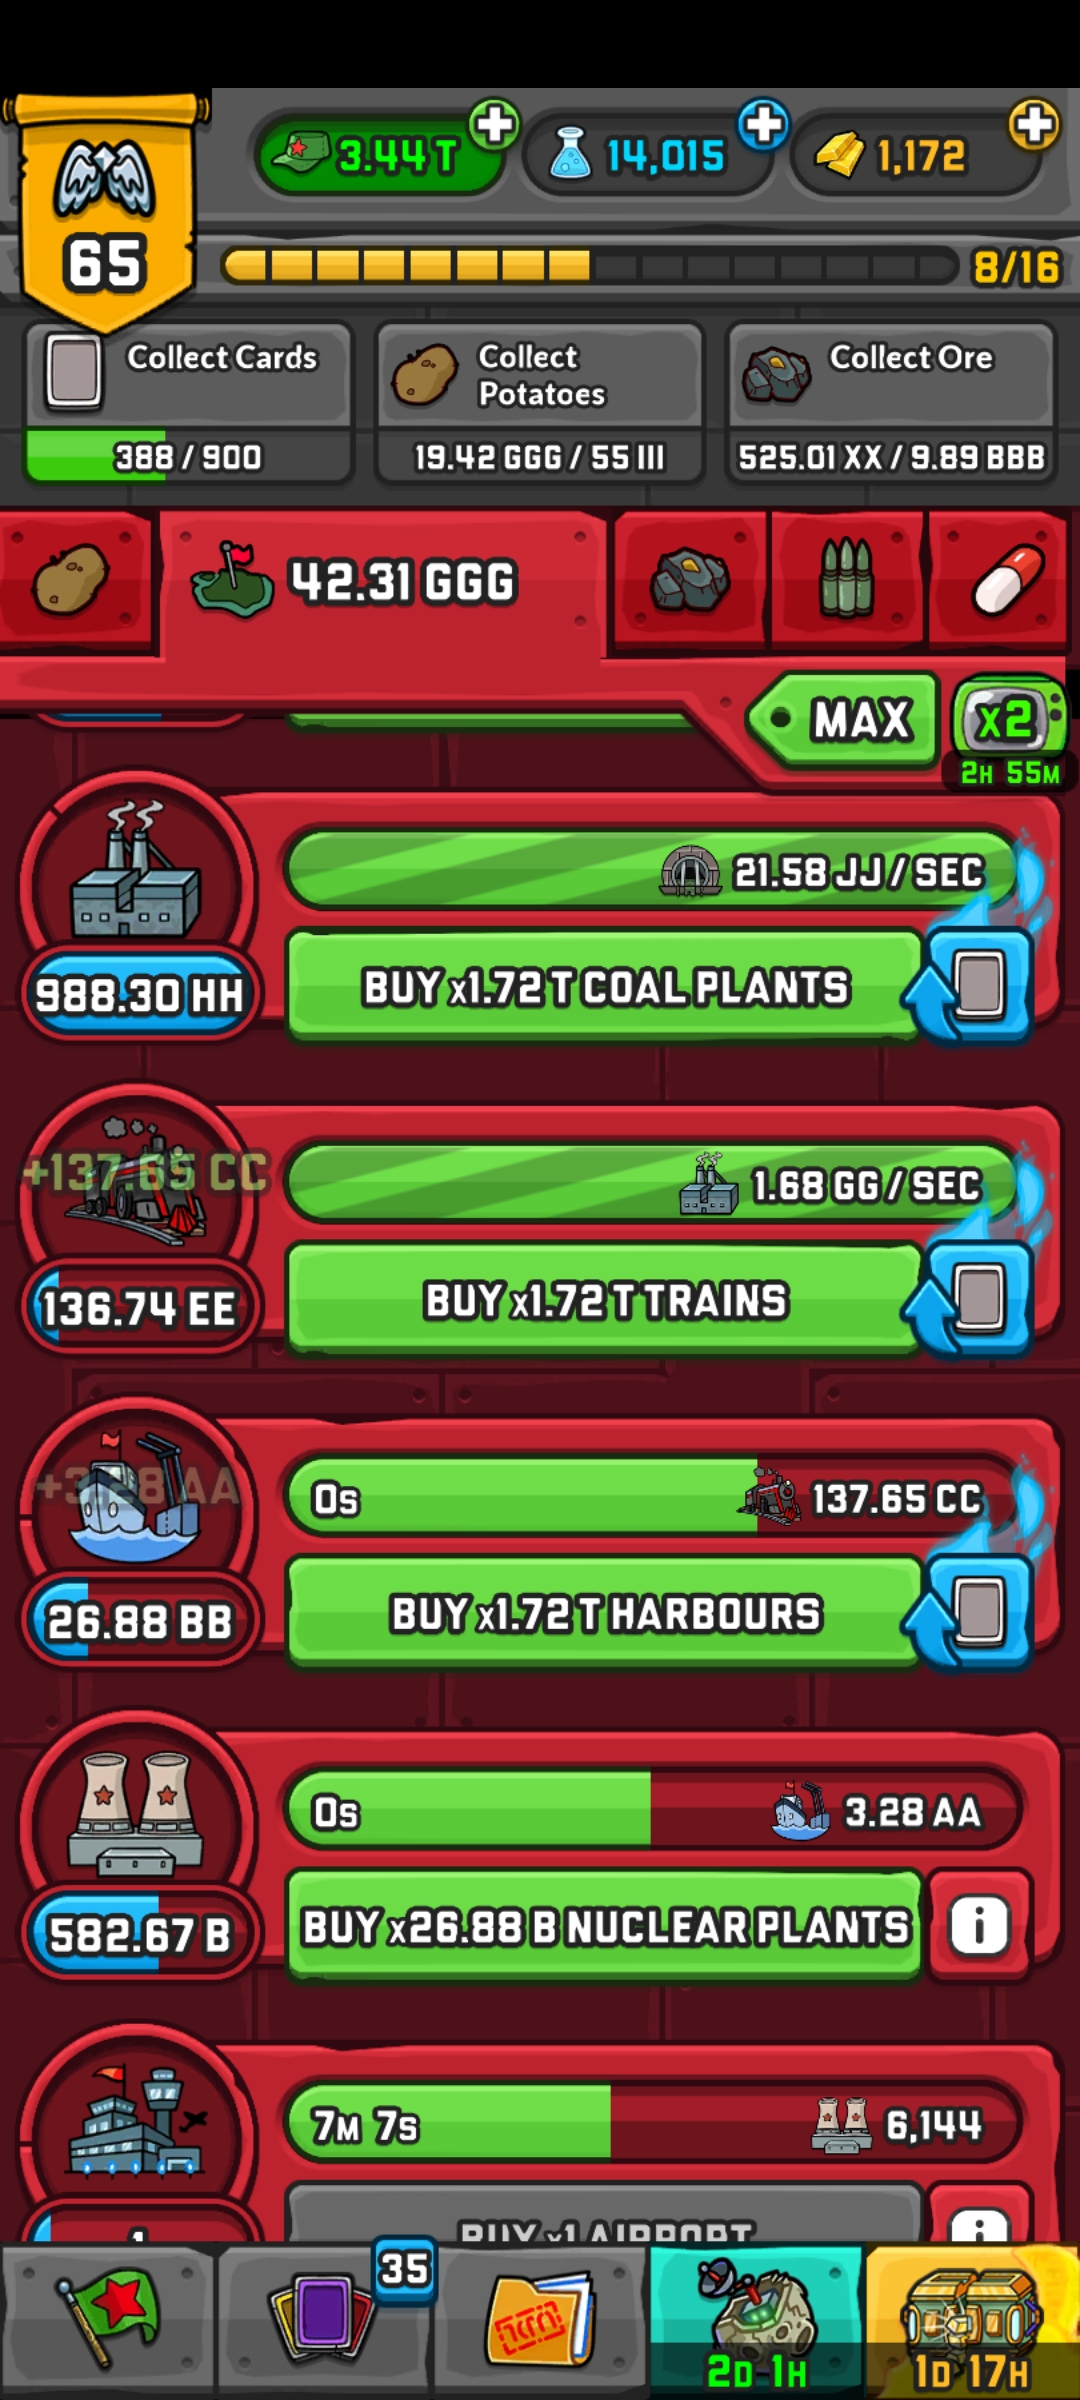 3.44 T
14,015
1,172
65
8/16
Collect Cards
388 / 900
Collect
Potatoes
19.42 GGG / 55 III
Collect Ore
525.01 XX / 9.89 BBB
42.31 GGG
MAX
x2
2H 55M
21.58 JJ / SEC
988.30 HH
BUY x1.72 T COAL PLANTS
+137.65 CC
1.68 GG / SEC
136.74 EE
BUY x1.72 T TRAINS
+3.28 AA
0s
137.65 CC
26.88 BB
BUY x1.72 T HARBOURS
0s
3.28 AA
582.67 B
BUY x26.88 B NUCLEAR PLANTS
7M 7s
6,144
1
BUY x1 AIRPORT
35
2D 1H
1D 17H